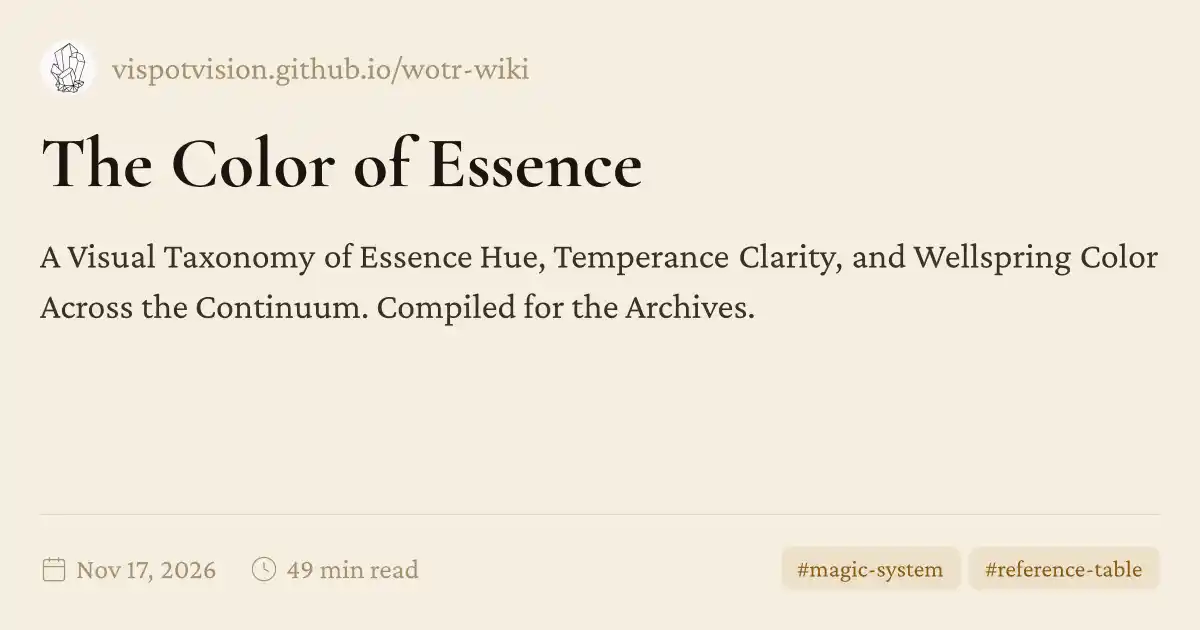 vispotvision.github.io/wotr-wiki
The Color of Essence
A Visual Taxonomy of Essence Hue, Temperance Clarity, and Wellspring Color
Across the Continuum. Compiled for the Archives.
Nov 17, 2026
49 min read
#magic-system
#reference-table